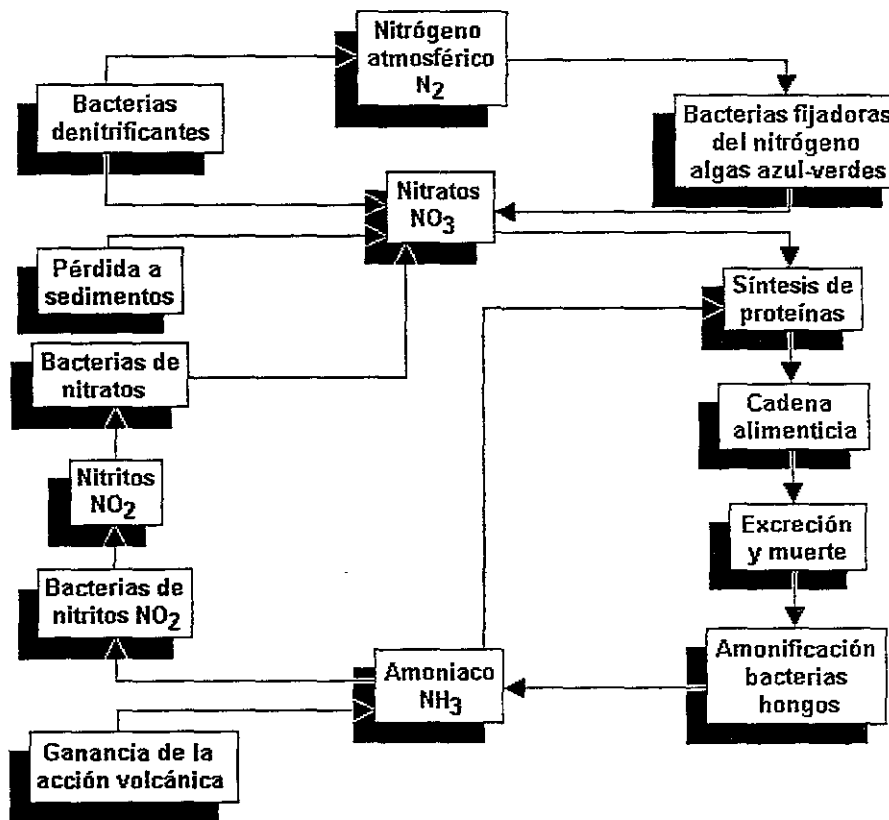 Nitrógeno
atmosférico
N2
Bacterias
denitrificantes
Bacterias fijadoras
del nitrógeno
algas azul-verdes
Nitratos
NO3
Pérdida a
sedimentos
Síntesis de
proteínas
Bacterias de
nitratos
Cadena
alimenticia
Nitritos
NO2
Excreción
y muerte
Bacterias de
nitritos NO2
Amoniaco
NH3
Amonificación
bacterias
hongos
Ganancia de la
acción volcánica